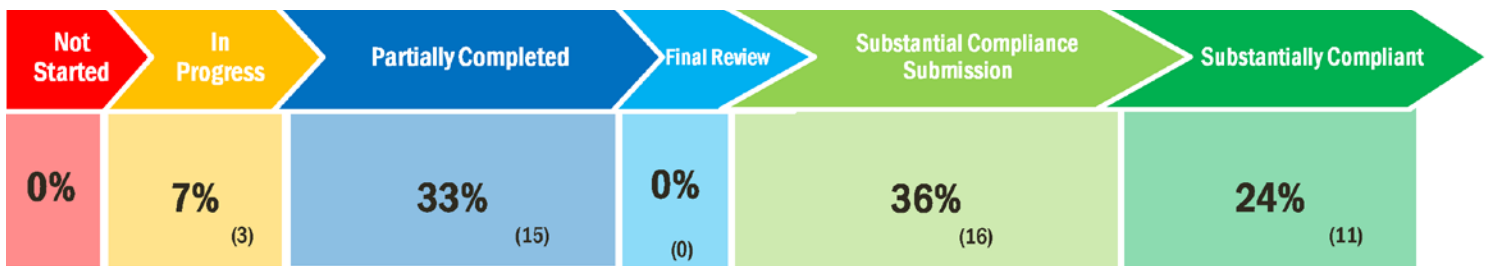 Not
Started
In
Progress
Partially Completed
Final Review
Substantial Compliance
Submission
Substantially Compliant
0%
7%
(3)
33%
(15)
0%
(0)
36%
(16)
24%
(11)